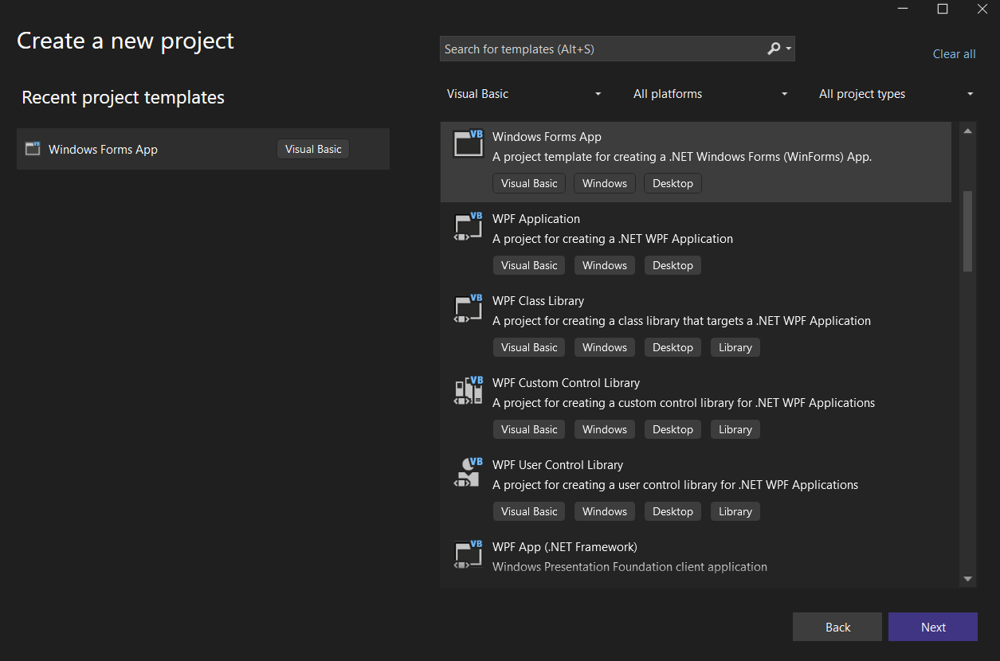 Create a new project
Search for templates (Alt+S)
Clear all
Recent project templates
Visual Basic
All platforms
All project types
Windows Forms App
Visual Basic
VB
Windows Forms App
A project template for creating a .NET Windows Forms (WinForms) App.
Visual Basic Windows Desktop
VB
WPF Application
A project for creating a .NET WPF Application
Visual Basic Windows Desktop
VB
WPF Class Library
A project for creating a class library that targets a .NET WPF Application
Visual Basic Windows Desktop Library
VB
WPF Custom Control Library
A project for creating a custom control library for .NET WPF Applications
Visual Basic Windows Desktop Library
VB
WPF User Control Library
A project for creating a user control library for .NET WPF Applications
Visual Basic Windows Desktop Library
VB
WPF App (.NET Framework)
Windows Presentation Foundation client application
Back
Next